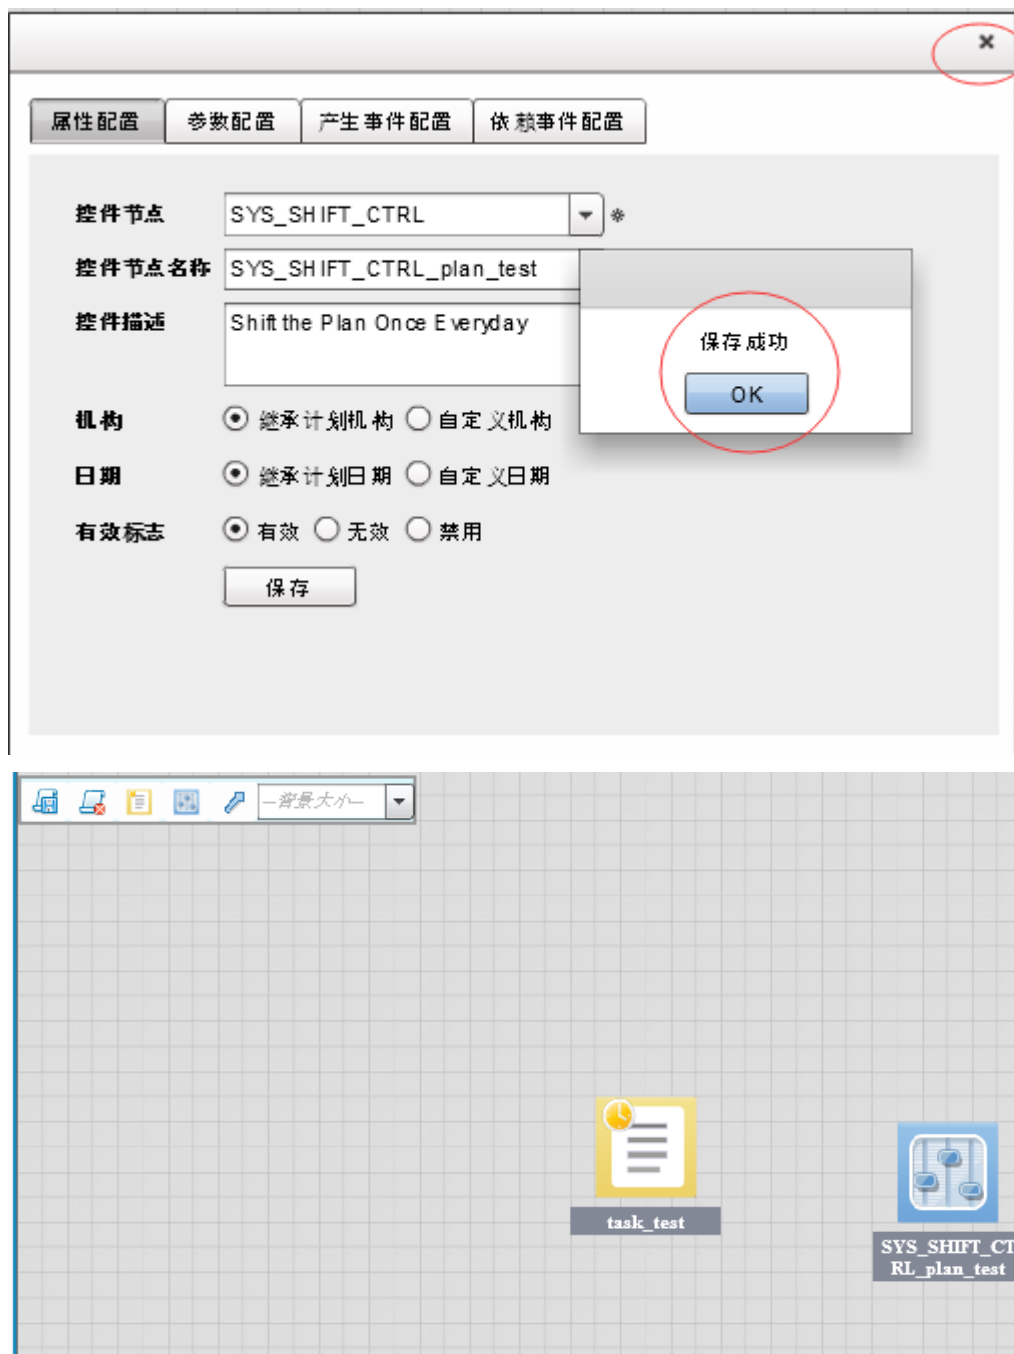 属性配置 参数配置 产生事件配置 依赖事件配置
控件节点 SYS_SHIFT_CTRL *
控件节点名称 SYS_SHIFT_CTRL_plan_test
控件描述 Shift the Plan Once Everyday
保存成功
OK
机构 继承计划机构 自定义机构
日期 继承计划日期 自定义日期
有效标志 有效 无效 禁用
保存
—背景大小—
task_test
SYS_SHIFT_CT
RL_plan_test